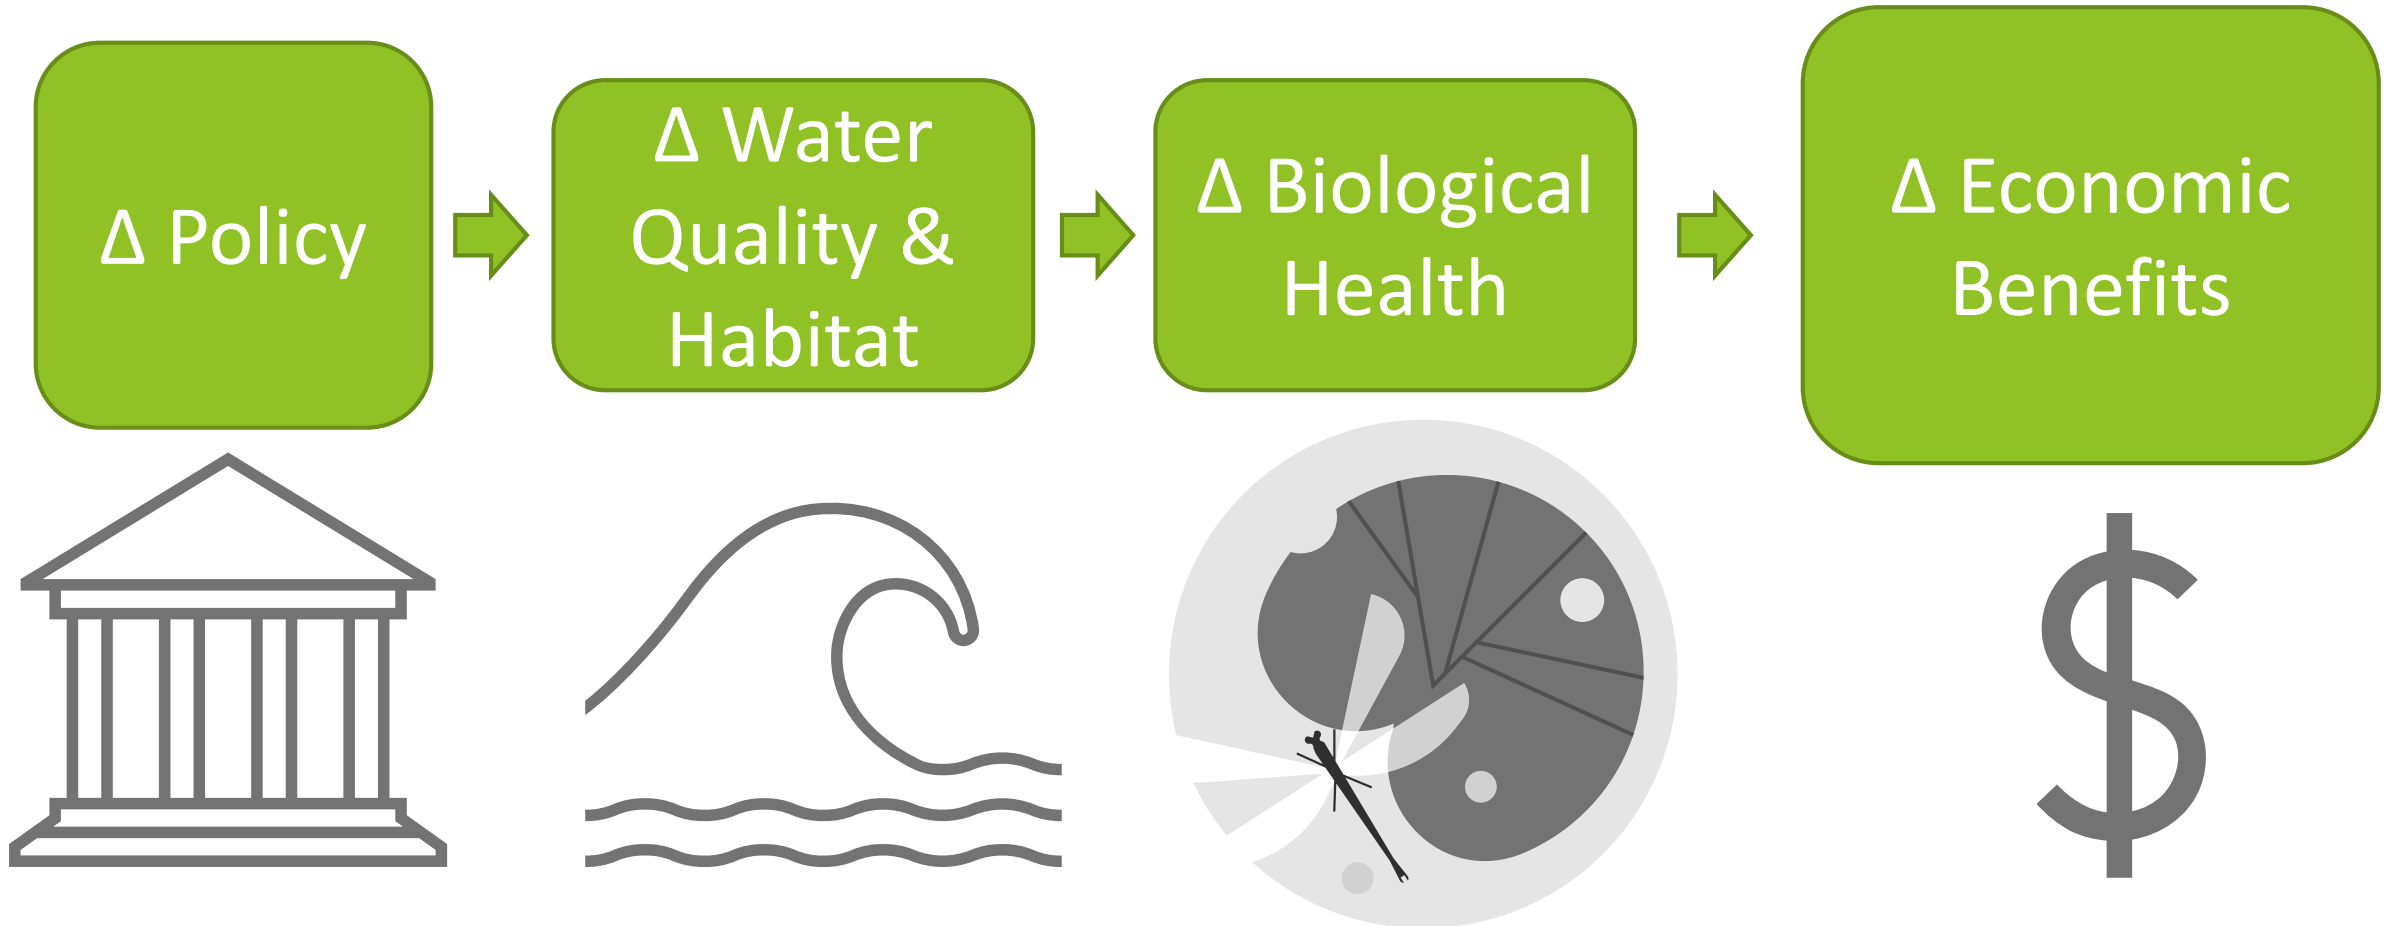 Δ Policy
Δ Water
Quality &
Habitat
Δ Biological
Health
Δ Economic
Benefits